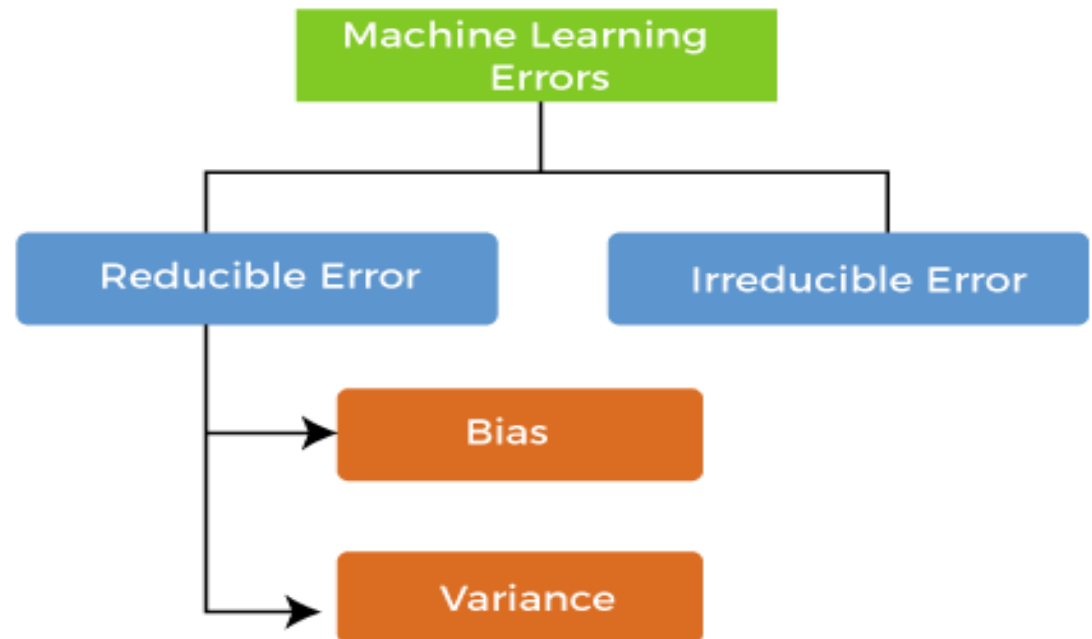 Machine Learning
Errors
Reducible Error
Irreducible Error
Bias
Variance